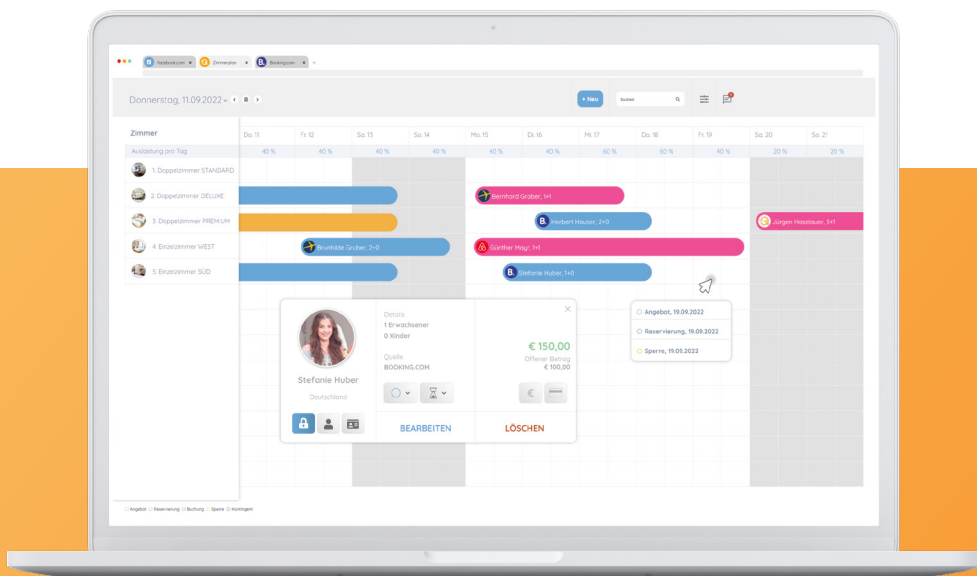 Facebook.com
Zimmerplan
B. Booking.com
Donnerstag, 11.09.2022
+ Neu
Suchen
Zimmer
Do. 11
Fr. 12
Sa. 13
So. 14
Mo. 15
Di. 16
Mi. 17
Do. 18
Fr. 19
Sa. 20
So. 21
Auslastung pro Tag
40 %
40 %
40 %
40 %
40 %
40 %
60 %
60 %
40 %
20 %
20 %
1. Doppelzimmer STANDARD
2. Doppelzimmer DELUXE
Bernhard Graber, 1+1
3. Doppelzimmer PREMIUM
B. Herbert Hauser, 2+0
Jürgen Haselauer, 3+1
4. Einzelzimmer WEST
Brunhilde Gruber, 2+0
Günther Mayr, 1+1
5. Einzelzimmer SÜD
B. Stefanie Huber, 1+0
Angebot, 19.09.2022
Reservierung, 19.09.2022
Sperre, 19.09.2022
Stefanie Huber
Deutschland
Details
1 Erwachsener
0 Kinder
Quelle
BOOKING.COM
€ 150,00
Offener Betrag
€ 100,00
€
BEARBEITEN
LÖSCHEN
Angebot
Reservierung
Buchung
Sperre
Kontingent